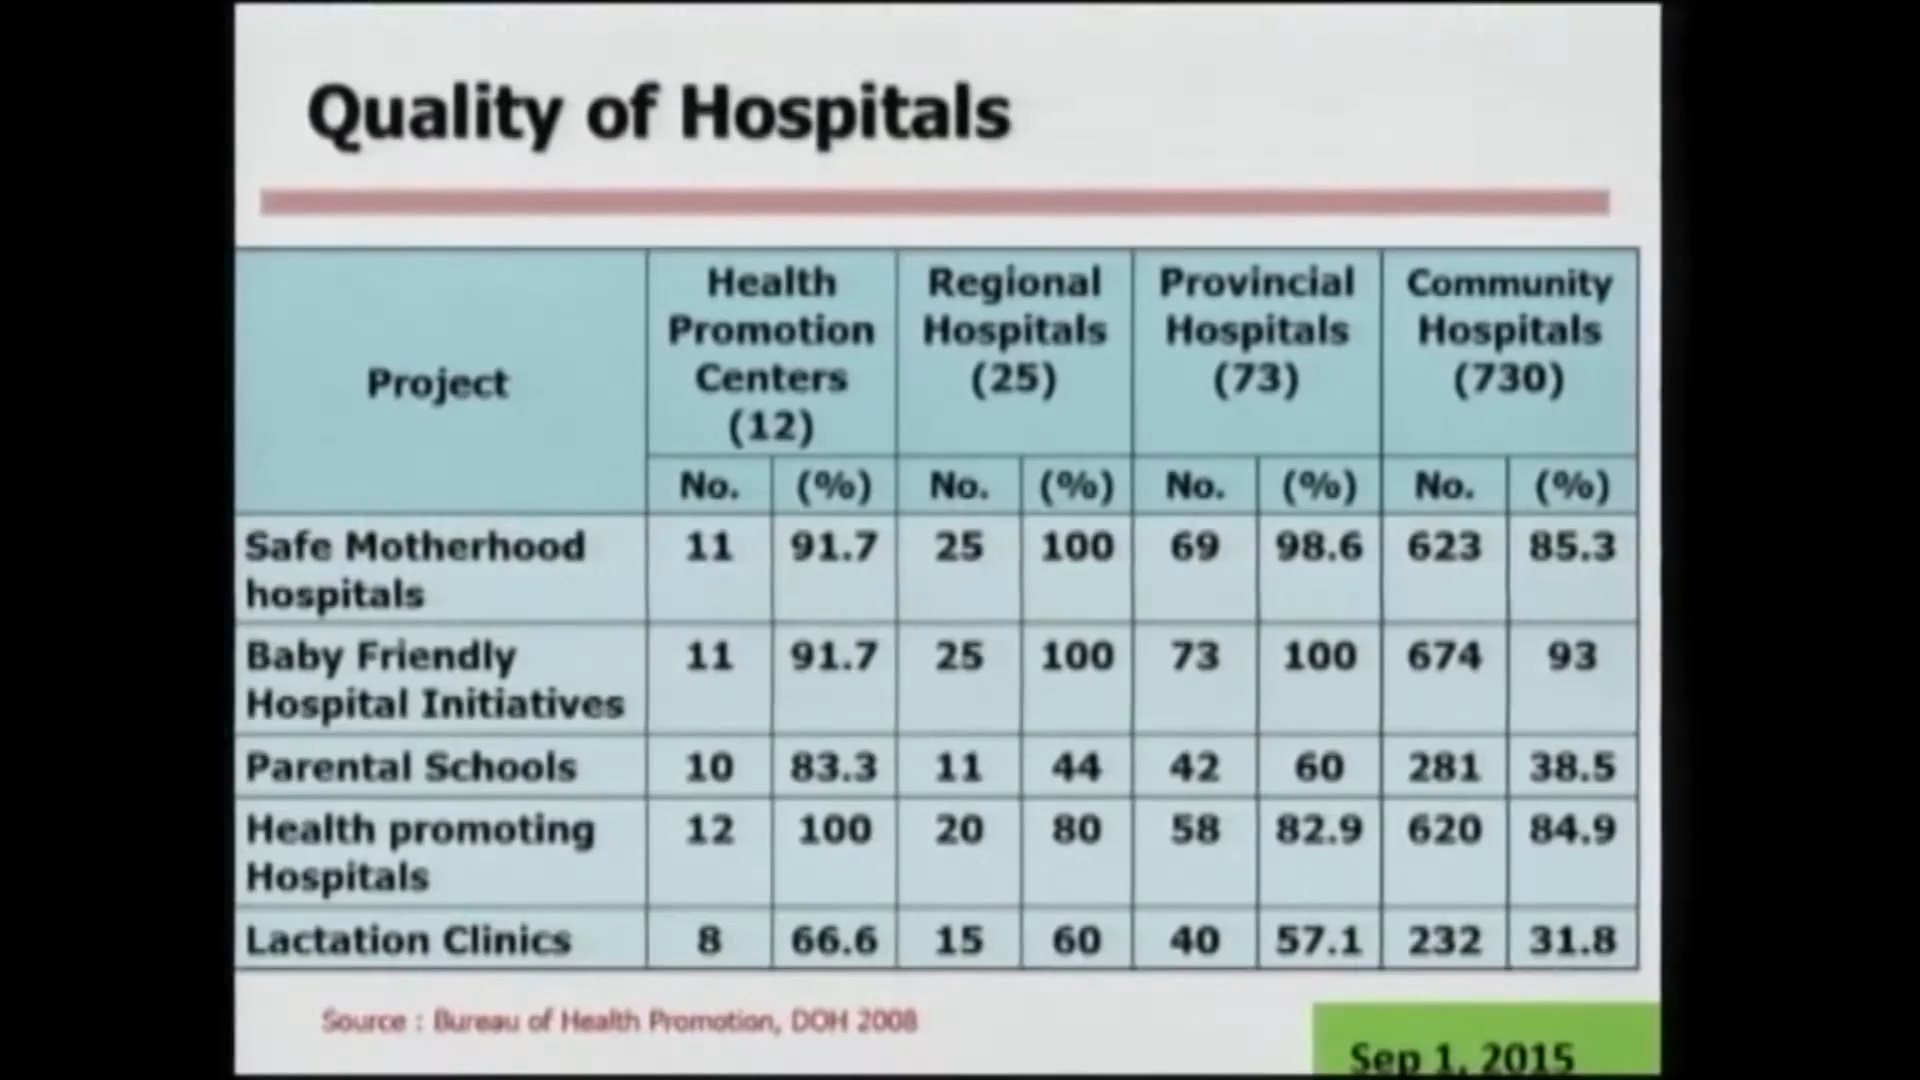 Quality of Hospitals
Project
Health
Promotion
Centers
(12)
Regional
Hospitals
(25)
Provincial
Hospitals
(73)
Community
Hospitals
(730)
No. (%) No. (%) No. (%) No. (%)
Safe Motherhood
hospitals
11 91.7 25 100 69 98.6 623 85.3
Baby Friendly
Hospital Initiatives
11 91.7 25 100 73 100 674 93
Parental Schools 10 83.3 11 44 42 60 281 38.5
Health promoting
Hospitals
12 100 20 80 58 82.9 620 84.9
Lactation Clinics 8 66.6 15 60 40 57.1 232 31.8
Source : Bureau of Health Promotion, DOH 2008
Sep 1, 2015